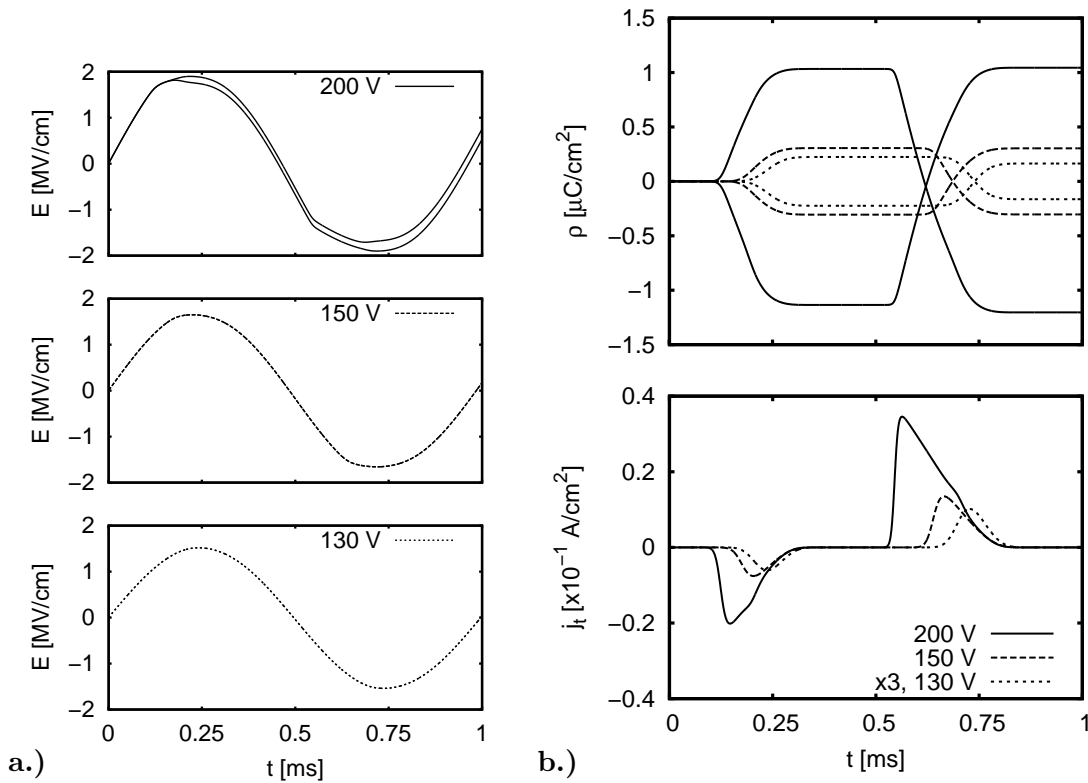 2
1
0
−1
−2
E [MV/cm]
200 V
2
1
0
−1
−2
E [MV/cm]
150 V
2
1
0
−1
−2
E [MV/cm]
130 V
0
0.25
0.5
0.75
1
t [ms]
a.)
1.5
1
0.5
0
−0.5
−1
−1.5
ρ [μC/cm²]
0.4
0.2
0
−0.2
−0.4
j_t [x10⁻¹ A/cm²]
200 V
150 V
x3, 130 V
0
0.25
0.5
0.75
1
t [ms]
b.)